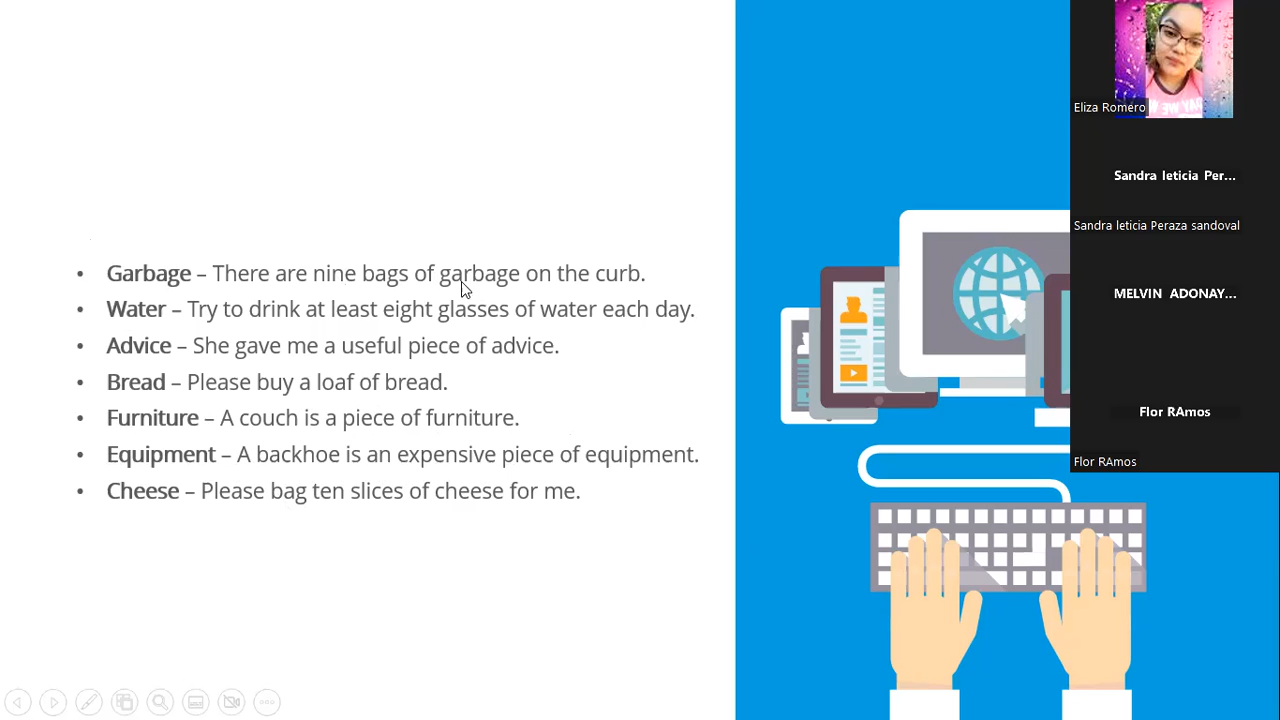 • Garbage – There are nine bags of garbage on the curb.
• Water – Try to drink at least eight glasses of water each day.
• Advice – She gave me a useful piece of advice.
• Bread – Please buy a loaf of bread.
• Furniture – A couch is a piece of furniture.
• Equipment – A backhoe is an expensive piece of equipment.
• Cheese – Please bag ten slices of cheese for me.
Eliza Romero
Sandra leticia Per...
Sandra leticia Peraza sandoval
MELVIN ADONAY...
Flor RAmos
Flor RAmos